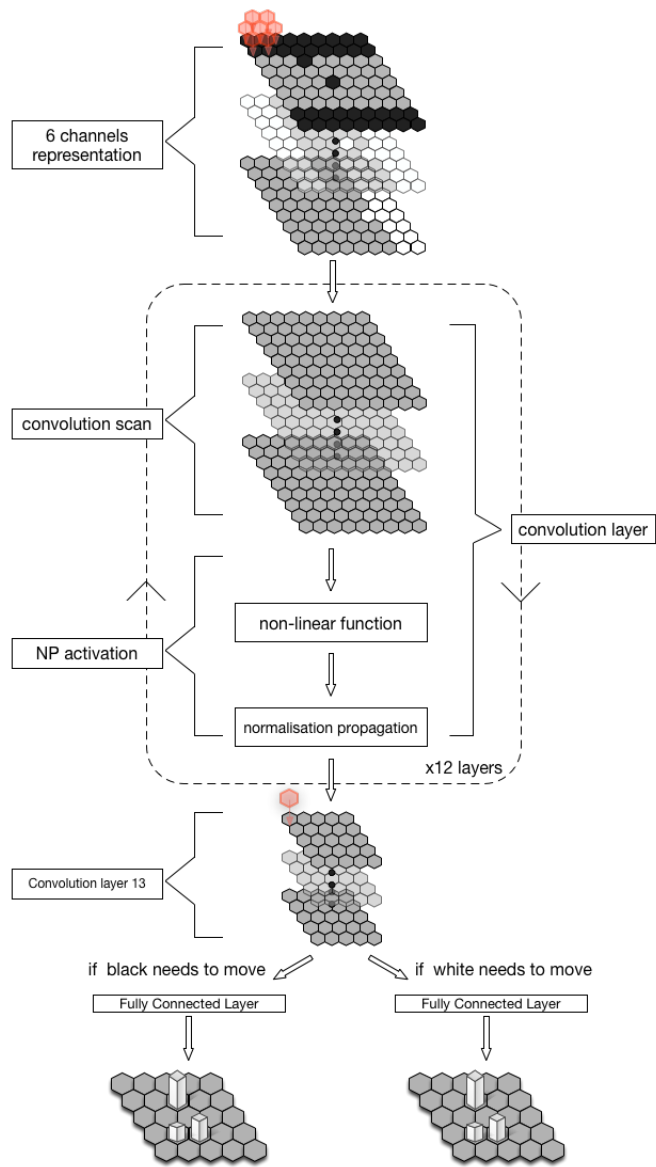 6 channels
representation
convolution scan
convolution layer
non-linear function
NP activation
normalisation propagation
x12 layers
Convolution layer 13
if black needs to move
if white needs to move
Fully Connected Layer
Fully Connected Layer